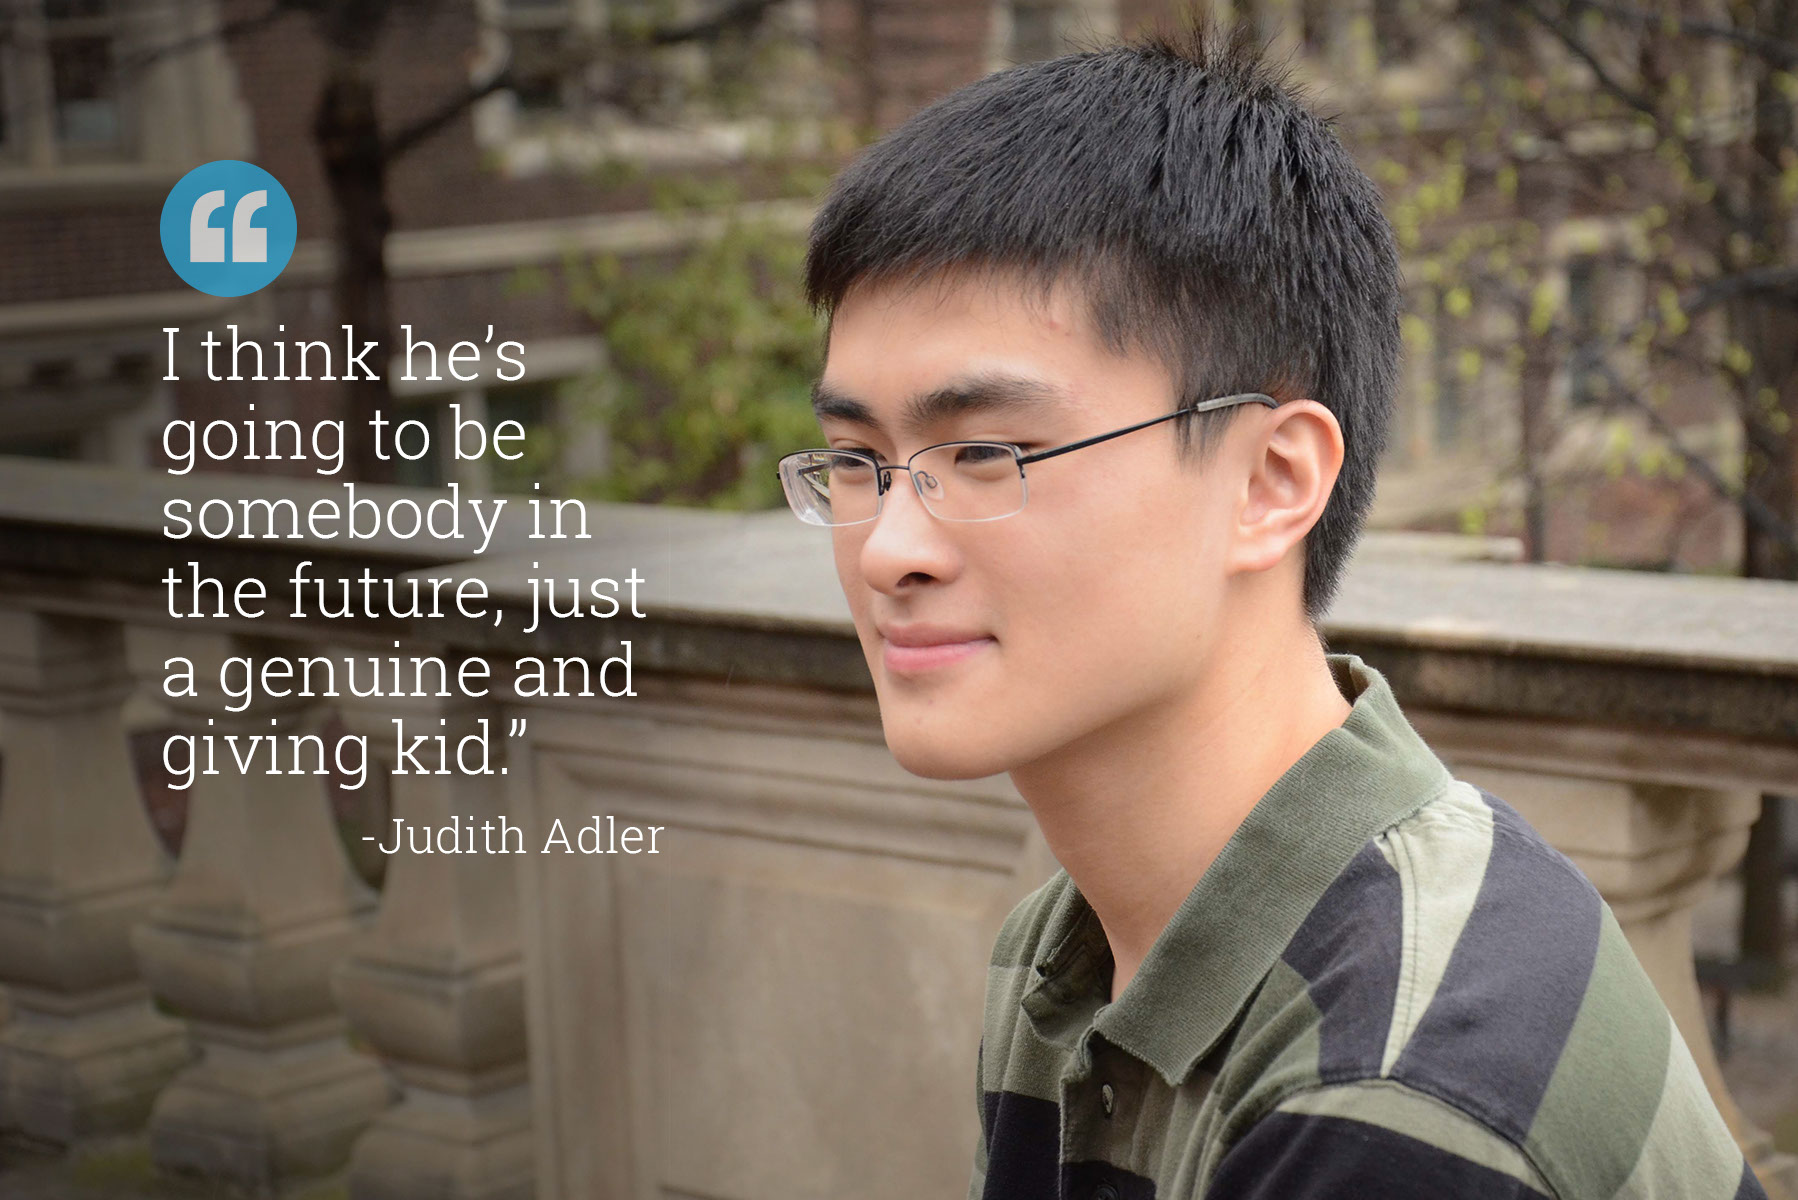 “
I think he’s
going to be
somebody in
the future, just
a genuine and
giving kid.”
-Judith Adler